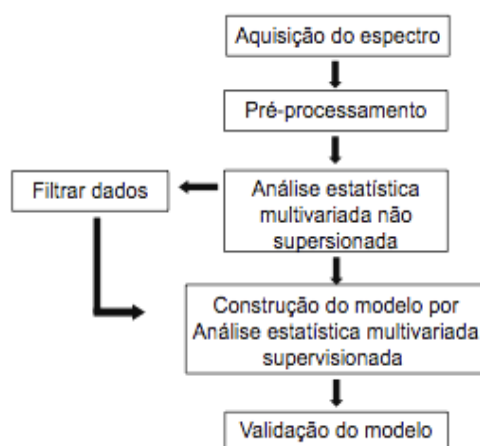 Aquisição do espectro
Pré-processamento
Filtrar dados
Análise estatística
multivariada não
supersionada
Construção do modelo por
Análise estatística multivariada
supervisionada
Validação do modelo